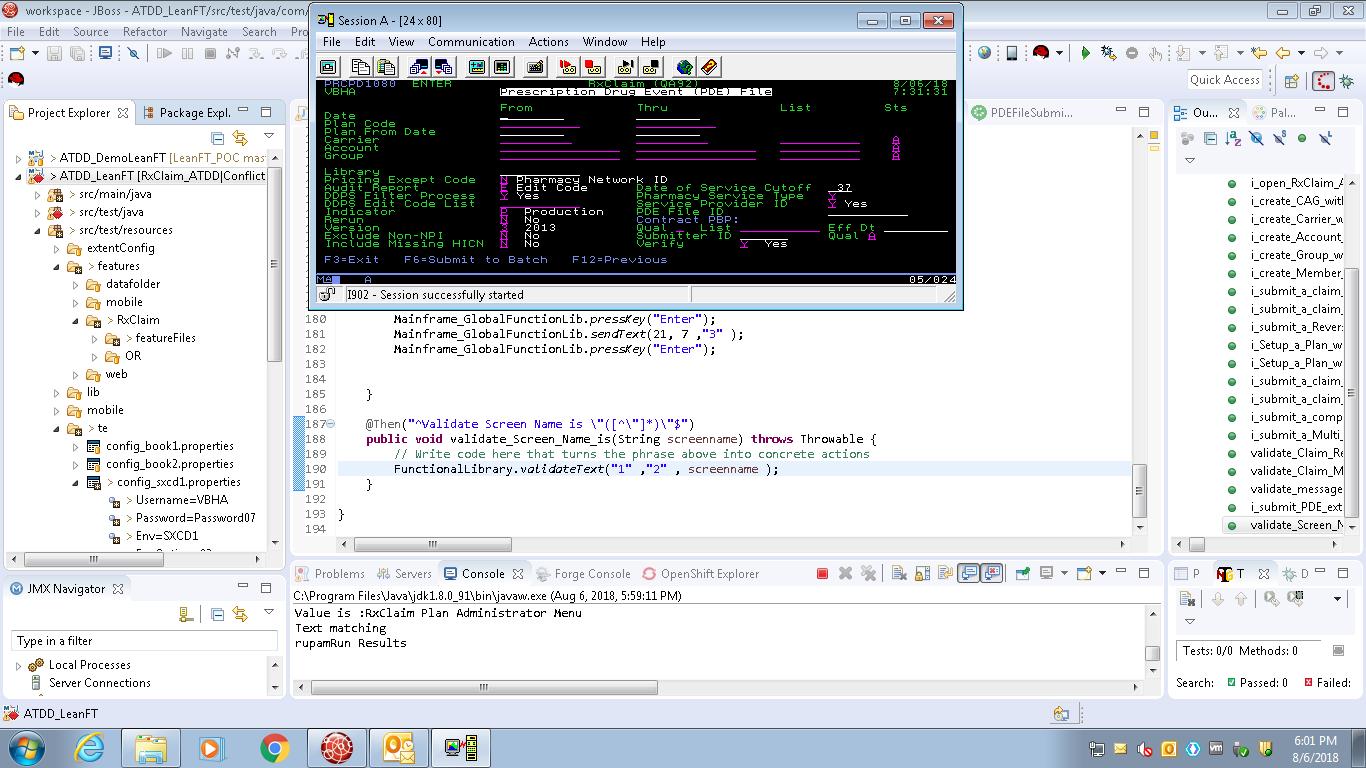 workspace - JBoss - ATDD_LeanFT/src/test/java/com/
File Edit Source Refactor Navigate Search Pro
Quick Access
Session A - [24 x 80]
File Edit View Communication Actions Window Help
PRCPD1080 ENTER RxClaim (QA92) 8/06/18
VBHA Prescription Drug Event (PDE) File 7:31:31
From Thru List Sts
Date
Plan Code
Plan From Date
Carrier A
Account A
Group A
Library
Pricing Except Code N Pharmacy Network ID
Audit Report E Edit Code Date of Service Cutoff 37
DDPS Filter Process Y Yes Pharmacy Service Type Y
DDPS Edit Code List Service Provider ID Y Yes
Indicator P Production PDE File ID
Rerun N No Contract PBP:
Version X 2013 Qual List Eff Dt
Exclude Non-NPI N No Submitter ID Qual A
Include Missing HICN N No Verify Y Yes
F3=Exit F6=Submit to Batch F12=Previous
MA A 05/024
I902 - Session successfully started
Project Explorer
Package Expl.
> ATDD_DemoLeanFT [LeanFT_POC mas
> ATDD_LeanFT [RxClaim_ATDD|Conflict
> src/main/java
> src/test/java
> src/test/resources
extentConfig
> features
datafolder
mobile
> RxClaim
> featureFiles
OR
web
lib
mobile
> te
config_book1.properties
config_book2.properties
> config_sxcd1.properties
> Username=VBHA
> Password=Password07
> Env=SXCD1
PDEFileSubmi...
180 Mainframe_GlobalFunctionLib.pressKey("Enter");
181 Mainframe_GlobalFunctionLib.sendText(21, 7 ,"3" );
182 Mainframe_GlobalFunctionLib.pressKey("Enter");
183
184
185 }
186
187 @Then("^Validate Screen Name is \"([^\"]*)\"$")
188 public void validate_Screen_Name_is(String screenname) throws Throwable {
189 // Write code here that turns the phrase above into concrete actions
190 FunctionalLibrary.validateText("1" ,"2" , screenname );
191 }
192
193 }
194
Ou...
Pal...
i_open_RxClaim_A
i_create_CAG_with
i_create_Carrier_w
i_create_Account_
i_create_Group_w
i_create_Member_
i_submit_a_claim_
i_submit_a_claim_
i_submit_a_Rever
i_Setup_a_Plan_w
i_submit_a_claim_
i_submit_a_claim_
i_submit_a_comp
i_submit_a_Multi_
validate_Claim_Re
validate_Claim_M
validate_message
i_submit_PDE_ext
validate_Screen_N
JMX Navigator
Type in a filter
Local Processes
Server Connections
Problems Servers Console Forge Console OpenShift Explorer
C:\Program Files\Java\jdk1.8.0_91\bin\javaw.exe (Aug 6, 2018, 5:59:11 PM)
Value is :RxClaim Plan Administrator Menu
Text matching
rupamRun Results
P T D
Tests: 0/0 Methods: 0
Search: Passed: 0 Failed:
ATDD_LeanFT
6:01 PM
8/6/2018